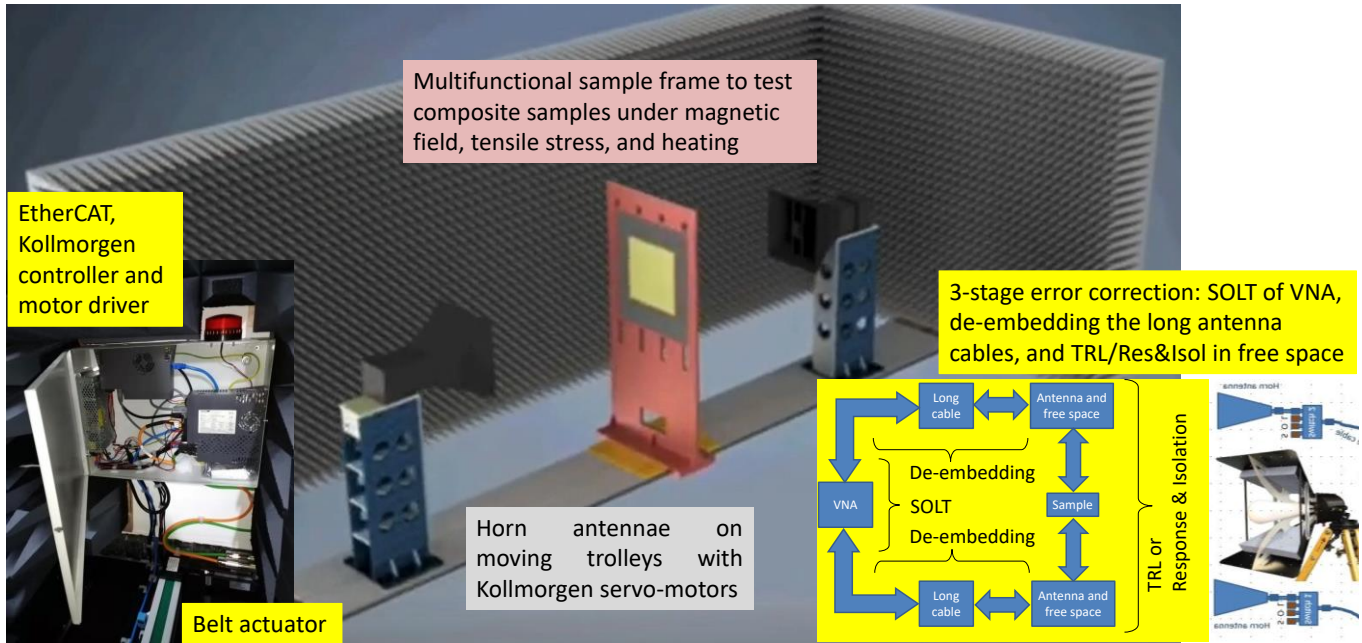 Multifunctional sample frame to test
composite samples under magnetic
field, tensile stress, and heating
EtherCAT,
Kollmorgen
controller and
motor driver
3-stage error correction: SOLT of VNA,
de-embedding the long antenna
cables, and TRL/Res&Isol in free space
Horn antennae on
moving trolleys with
Kollmorgen servo-motors
Belt actuator
Long
cable
Antenna and
free space
De-embedding
VNA
SOLT
Sample
De-embedding
Long
cable
Antenna and
free space
TRL or
Response & Isolation
Horn antenna
S O L
Switch 2
Cable
Horn antenna
S O L